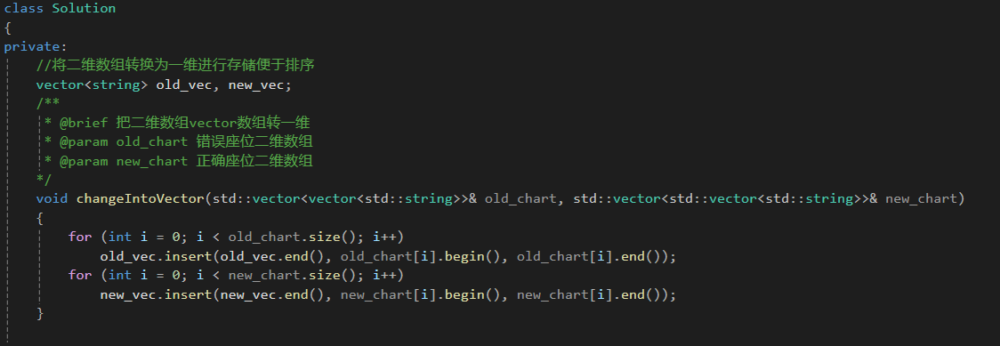 class Solution
{
private:
//将二维数组转换为一维进行存储便于排序
vector<string> old_vec, new_vec;
/**
* @brief 把二维数组vector数组转一维
* @param old_chart 错误座位二维数组
* @param new_chart 正确座位二维数组
*/
void changeIntoVector(std::vector<vector<std::string>>& old_chart, std::vector<std::vector<std::string>>& new_chart)
{
for (int i = 0; i < old_chart.size(); i++)
old_vec.insert(old_vec.end(), old_chart[i].begin(), old_chart[i].end());
for (int i = 0; i < new_chart.size(); i++)
new_vec.insert(new_vec.end(), new_chart[i].begin(), new_chart[i].end());
}